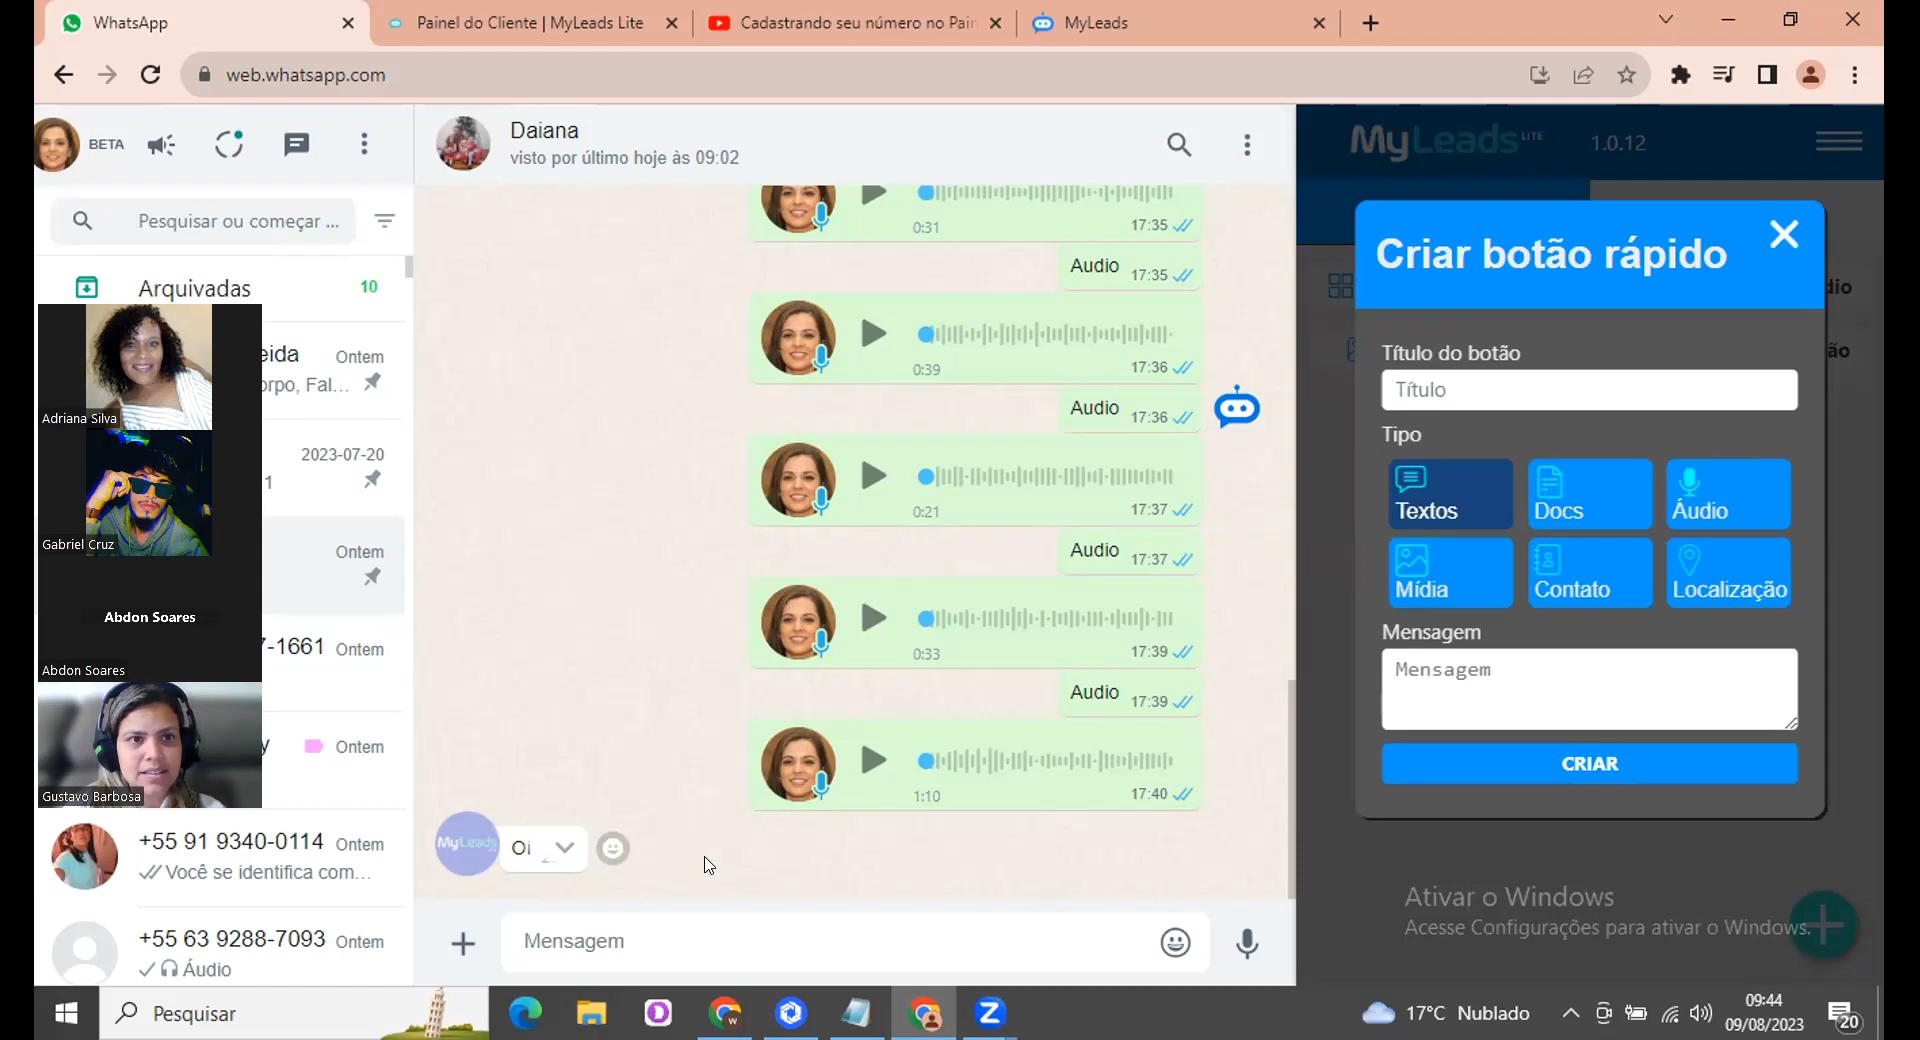 WhatsApp
Painel do Cliente | MyLeads Lite
Cadastrando seu número no Pain
MyLeads
web.whatsapp.com
BETA
Daiana
visto por último hoje às 09:02
MyLeads LITE
1.0.12
Pesquisar ou começar ...
Arquivadas
10
eida
Ontem
orpo, Fal...
2023-07-20
1
Ontem
-1661
Ontem
y
Ontem
+55 91 9340-0114
Ontem
Você se identifica com...
+55 63 9288-7093
Ontem
Áudio
Adriana Silva
Gabriel Cruz
Abdon Soares
Abdon Soares
Gustavo Barbosa
0:31
17:35
Audio
17:35
0:39
17:36
Audio
17:36
0:21
17:37
Audio
17:37
0:33
17:39
Audio
17:39
1:10
17:40
MyLeads
Oi
Mensagem
Criar botão rápido
dio
ão
Título do botão
Título
Tipo
Textos
Docs
Áudio
Mídia
Contato
Localização
Mensagem
Mensagem
CRIAR
Ativar o Windows
Acesse Configurações para ativar o Windows.
Pesquisar
17°C Nublado
09:44
09/08/2023
20